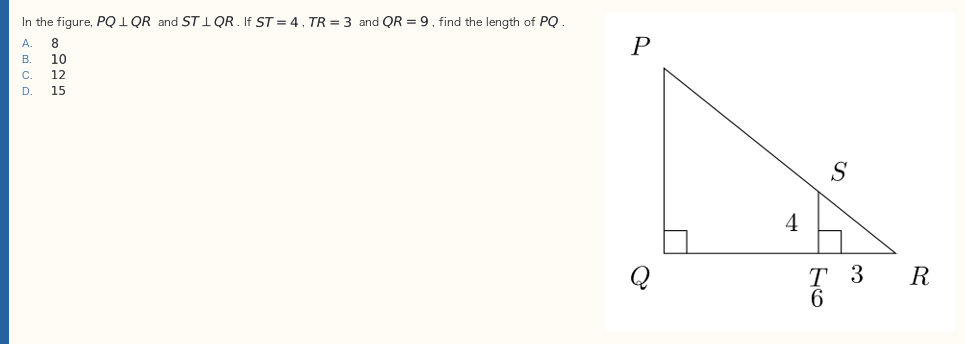 In the figure, PQ ⊥ QR and ST ⊥ QR. If ST = 4, TR = 3 and QR = 9, find the length of PQ.
A. 8
B. 10
C. 12
D. 15
P
S
4
Q
T
3
R
6